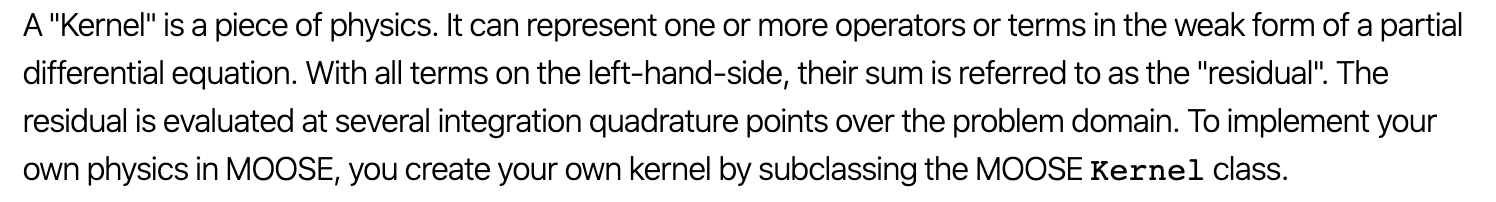 A "Kernel" is a piece of physics. It can represent one or more operators or terms in the weak form of a partial
differential equation. With all terms on the left-hand-side, their sum is referred to as the "residual". The
residual is evaluated at several integration quadrature points over the problem domain. To implement your
own physics in MOOSE, you create your own kernel by subclassing the MOOSE Kernel class.